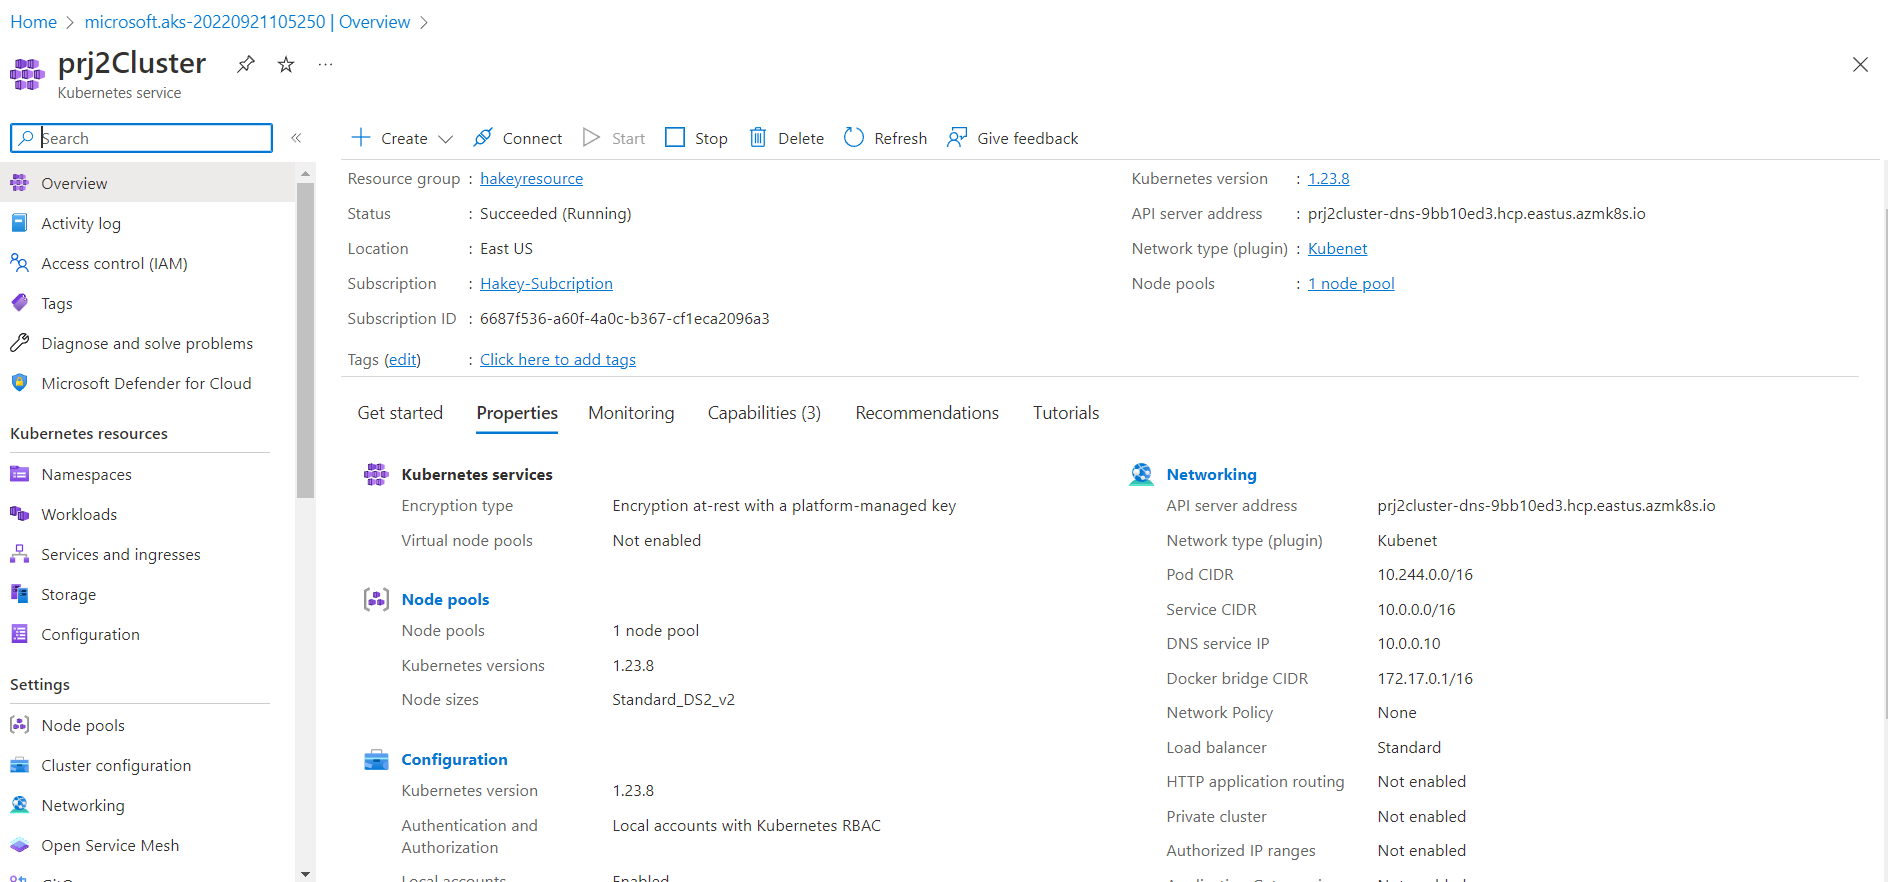 Home > microsoft.aks-20220921105250 | Overview >
prj2Cluster ...
Kubernetes service
Search «
Create Connect Start Stop Delete Refresh Give feedback
Overview
Activity log
Access control (IAM)
Tags
Diagnose and solve problems
Microsoft Defender for Cloud
Kubernetes resources
Namespaces
Workloads
Services and ingresses
Storage
Configuration
Settings
Node pools
Cluster configuration
Networking
Open Service Mesh
Resource group : hakeyresource
Status : Succeeded (Running)
Location : East US
Subscription : Hakey-Subcription
Subscription ID : 6687f536-a60f-4a0c-b367-cf1eca2096a3
Tags (edit) : Click here to add tags
Kubernetes version : 1.23.8
API server address : prj2cluster-dns-9bb10ed3.hcp.eastus.azmk8s.io
Network type (plugin) : Kubenet
Node pools : 1 node pool
Get started Properties Monitoring Capabilities (3) Recommendations Tutorials
Kubernetes services
Encryption type Encryption at-rest with a platform-managed key
Virtual node pools Not enabled
Node pools
Node pools 1 node pool
Kubernetes versions 1.23.8
Node sizes Standard_DS2_v2
Configuration
Kubernetes version 1.23.8
Authentication and Local accounts with Kubernetes RBAC
Authorization
Local accounts Enabled
Networking
API server address prj2cluster-dns-9bb10ed3.hcp.eastus.azmk8s.io
Network type (plugin) Kubenet
Pod CIDR 10.244.0.0/16
Service CIDR 10.0.0.0/16
DNS service IP 10.0.0.10
Docker bridge CIDR 172.17.0.1/16
Network Policy None
Load balancer Standard
HTTP application routing Not enabled
Private cluster Not enabled
Authorized IP ranges Not enabled